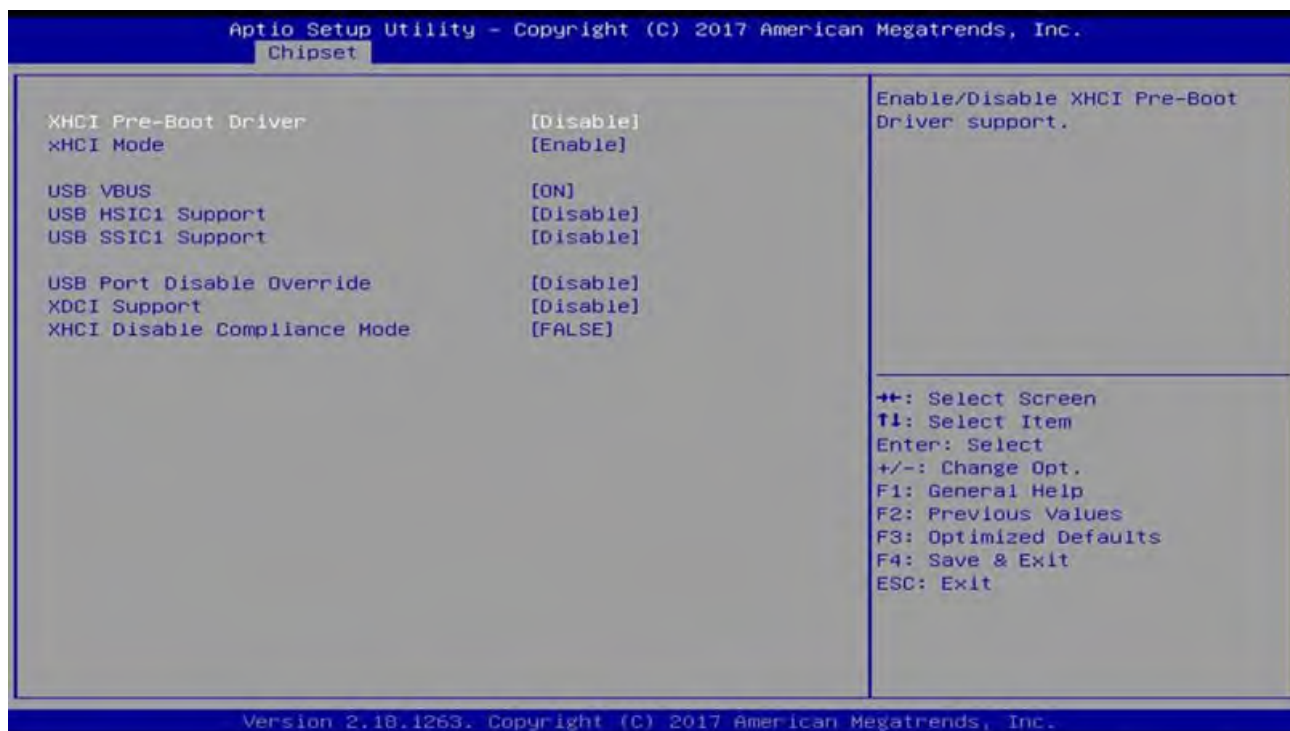 Aptio Setup Utility – Copyright (C) 2017 American Megatrends, Inc.
Chipset
XHCI Pre-Boot Driver [Disable]
xHCI Mode [Enable]
USB VBUS [ON]
USB HSIC1 Support [Disable]
USB SSIC1 Support [Disable]
USB Port Disable Override [Disable]
XDCI Support [Disable]
XHCI Disable Compliance Mode [FALSE]
Enable/Disable XHCI Pre-Boot
Driver support.
→←: Select Screen
↑↓: Select Item
Enter: Select
+/-: Change Opt.
F1: General Help
F2: Previous Values
F3: Optimized Defaults
F4: Save & Exit
ESC: Exit
Version 2.18.1263. Copyright (C) 2017 American Megatrends, Inc.